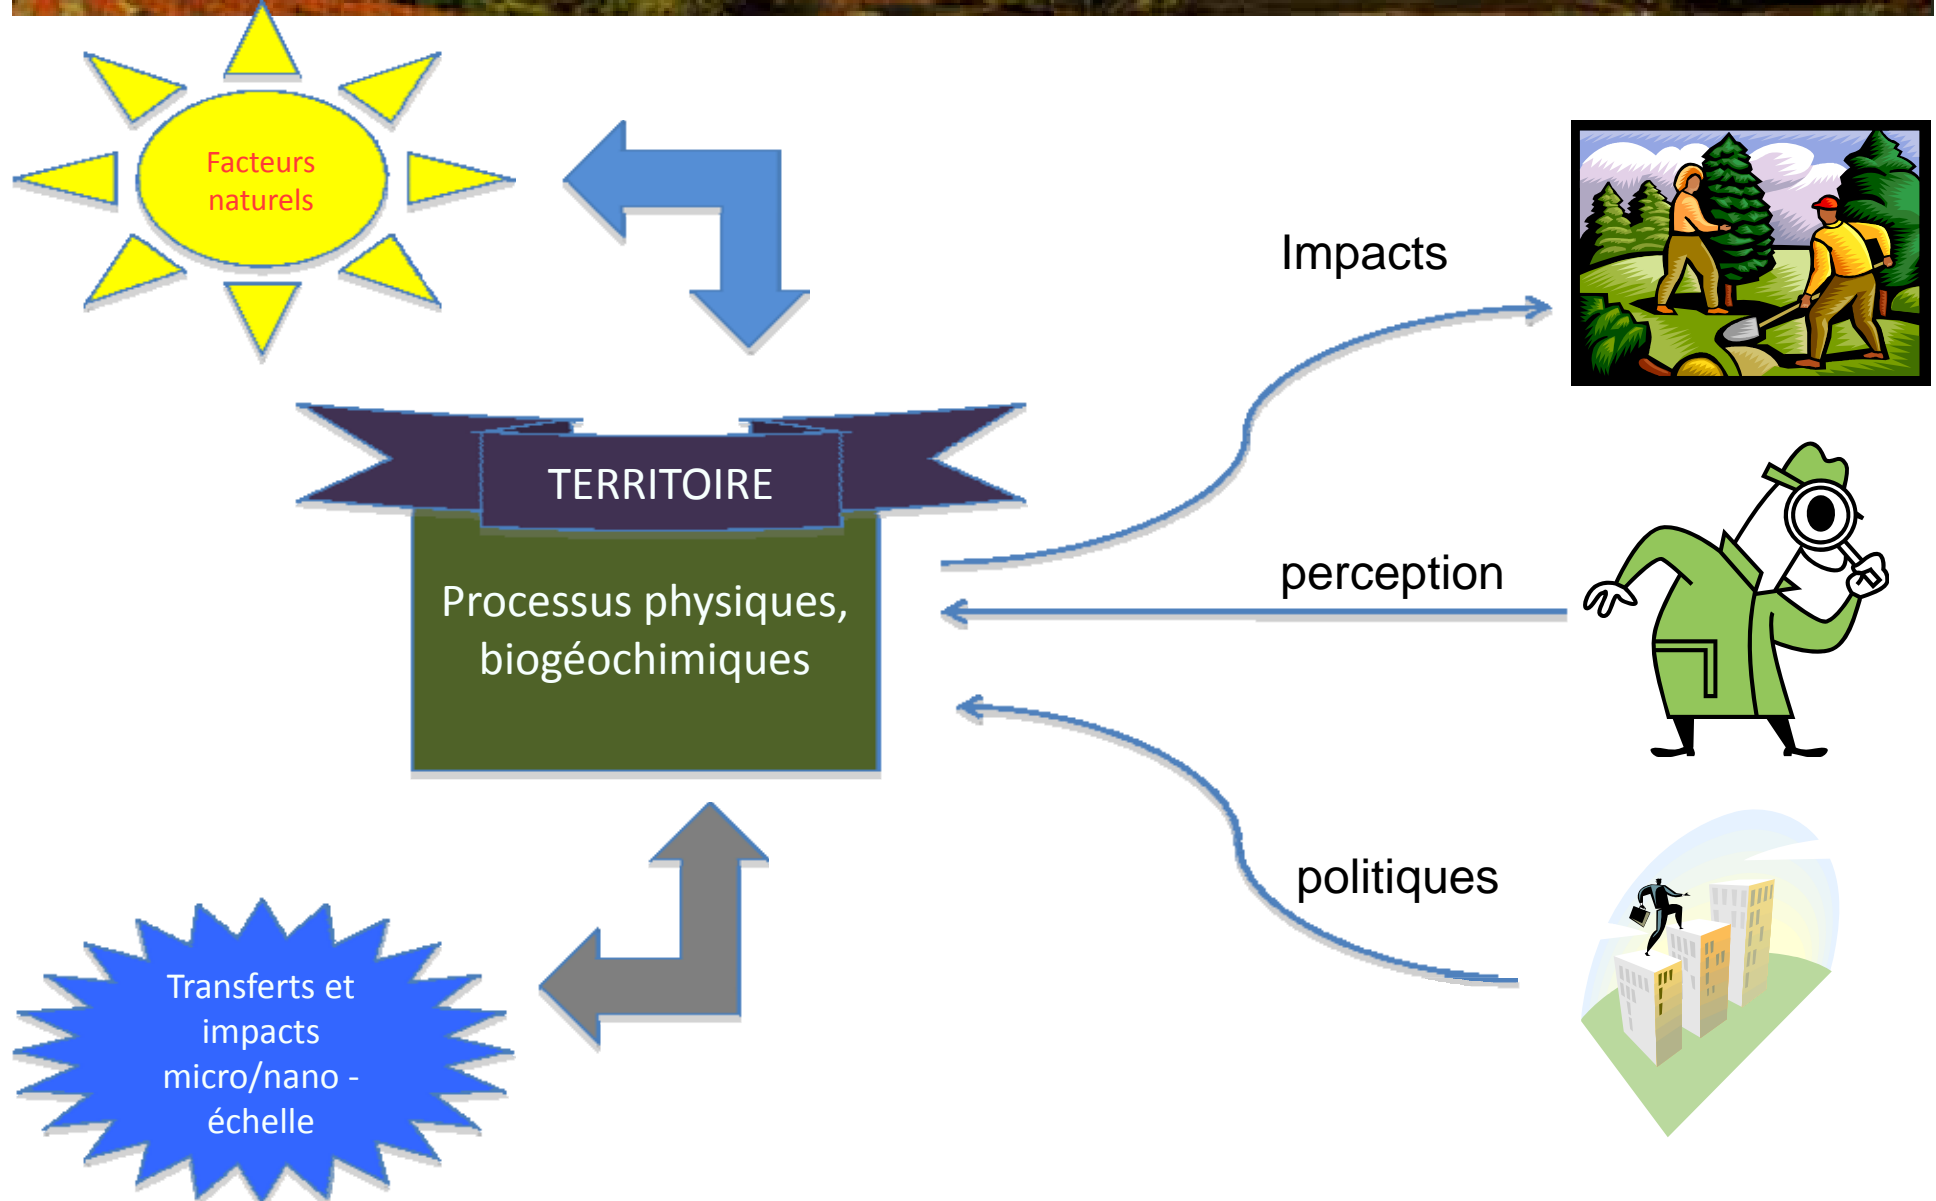 Facteurs
naturels
Impacts
TERRITOIRE
Processus physiques,
biogéochimiques
perception
politiques
Transferts et
impacts
micro/nano -
échelle